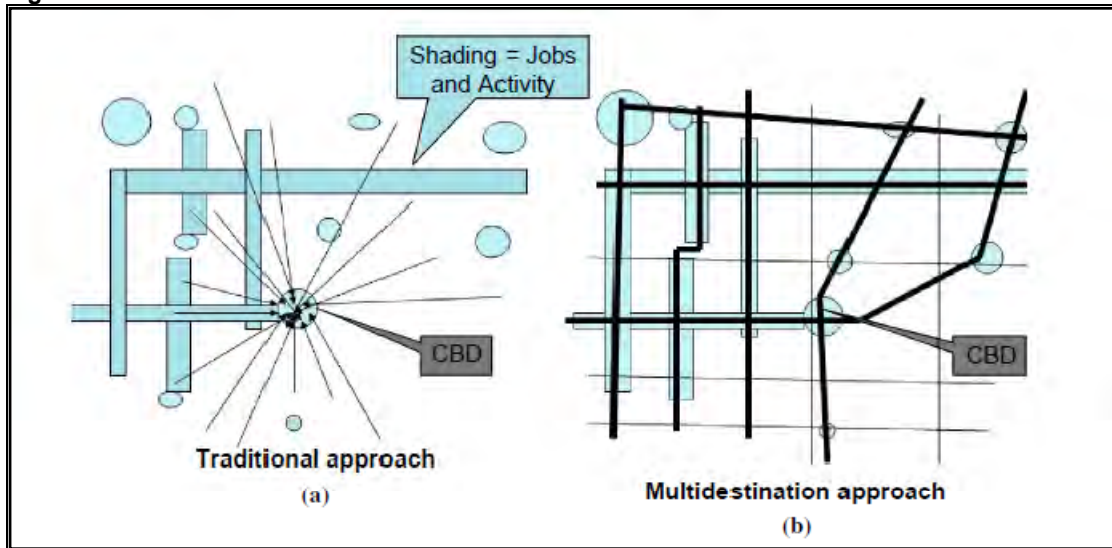 Shading = Jobs
and Activity
CBD
CBD
Traditional approach
(a)
Multidestination approach
(b)